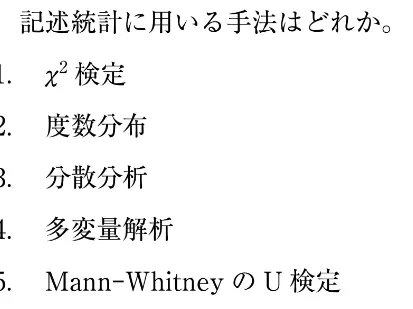 記述統計に用いる手法はどれか。
1. χ² 検定
2. 度数分布
3. 分散分析
4. 多変量解析
5. Mann-Whitney の U 検定